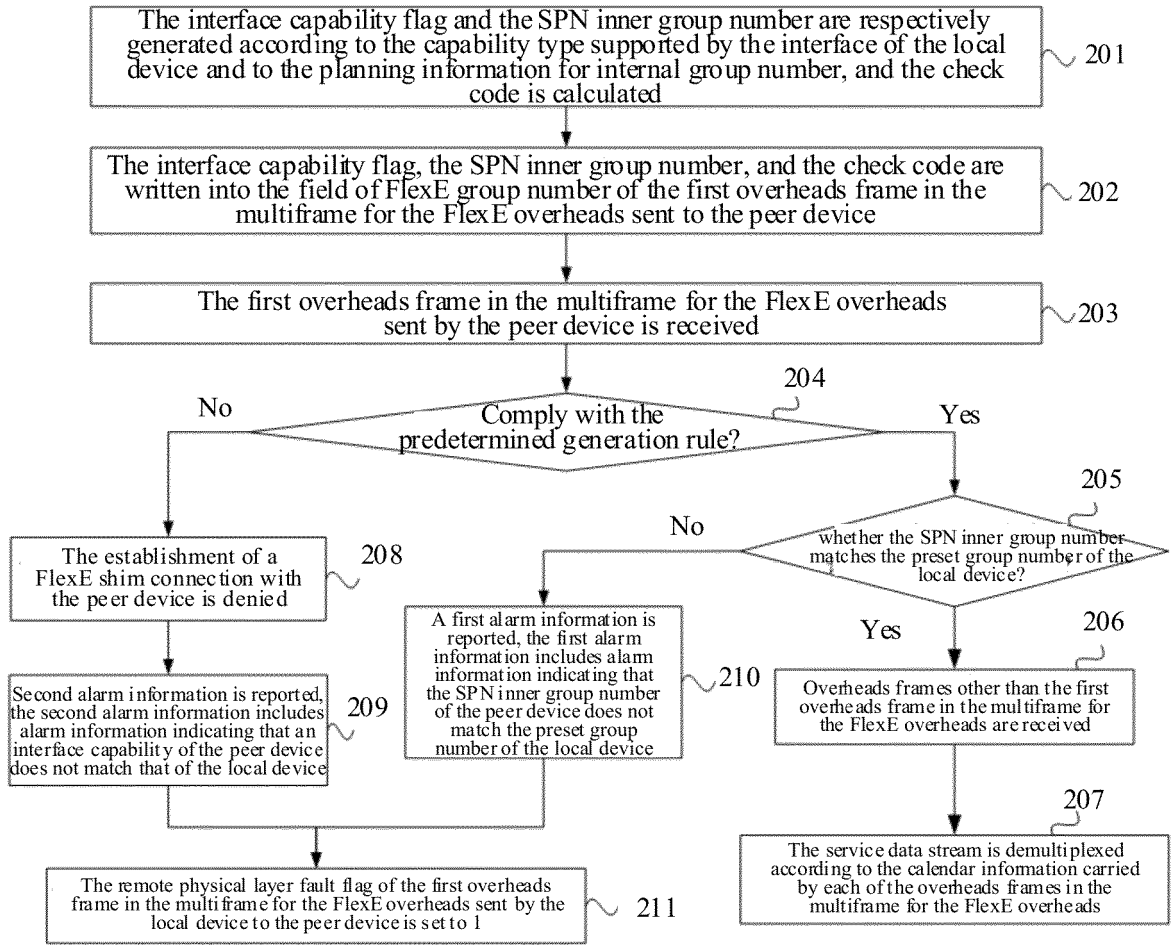 The interface capability flag and the SPN inner group number are respectively
generated according to the capability type supported by the interface of the local
device and to the planning information for internal group number, and the check
code is calculated
201
The interface capability flag, the SPN inner group number, and the check code are
written into the field of FlexE group number of the first overheads frame in the
multiframe for the FlexE overheads sent to the peer device
202
The first overheads frame in the multiframe for the FlexE overheads
sent by the peer device is received
203
204
No
Comply with the
predetermined generation rule?
Yes
205
No
whether the SPN inner group number
matches the preset group number of the
local device?
The establishment of a
FlexE shim connection with
the peer device is denied
208
A first alarm information is
reported, the first alarm
information includes alarm
information indicating that
the SPN inner group number
of the peer device does not
match the preset group
number of the local device
210
Yes
206
Overheads frames other than the first
overheads frame in the multiframe for
the FlexE overheads are received
Second alarm information is reported,
the second alarm information includes
alarm information indicating that an
interface capability of the peer device
does not match that of the local device
209
207
The service data stream is demultiplexed
according to the calendar information carried
by each of the overheads frames in the
multiframe for the FlexE overheads
The remote physical layer fault flag of the first overheads
frame in the multiframe for the FlexE overheads sent by the
local device to the peer device is set to 1
211